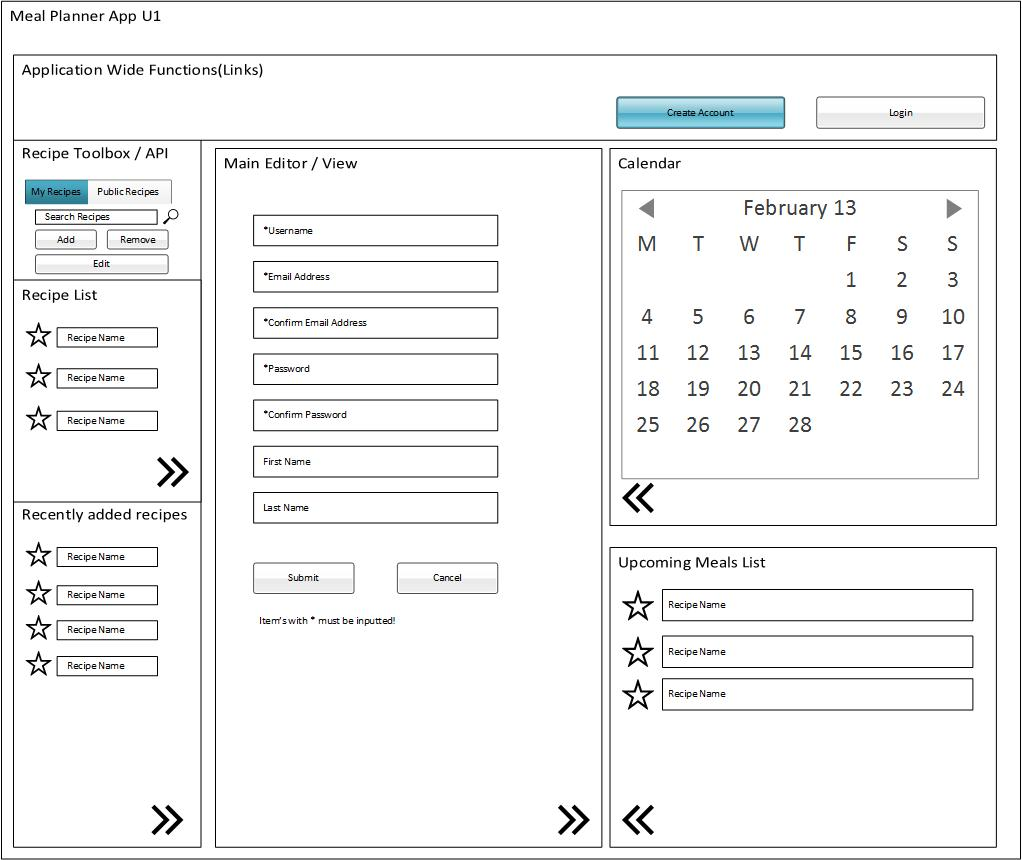 Meal Planner App U1
Application Wide Functions(Links)
Create Account
Login
Recipe Toolbox / API
My Recipes
Public Recipes
Search Recipes
Add
Remove
Edit
Recipe List
Recipe Name
Recipe Name
Recipe Name
Recently added recipes
Recipe Name
Recipe Name
Recipe Name
Recipe Name
Main Editor / View
*Username
*Email Address
*Confirm Email Address
*Password
*Confirm Password
First Name
Last Name
Submit
Cancel
Item's with * must be inputted!
Calendar
February 13
M T W T F S S
1 2 3
4 5 6 7 8 9 10
11 12 13 14 15 16 17
18 19 20 21 22 23 24
25 26 27 28
Upcoming Meals List
Recipe Name
Recipe Name
Recipe Name